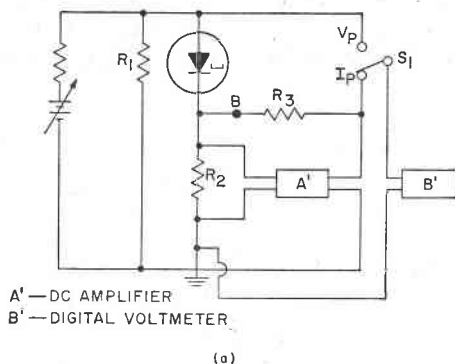 R1
VP
S1
IP
B
R3
R2
A'
B'
A' — DC AMPLIFIER
B' — DIGITAL VOLTMETER
(a)